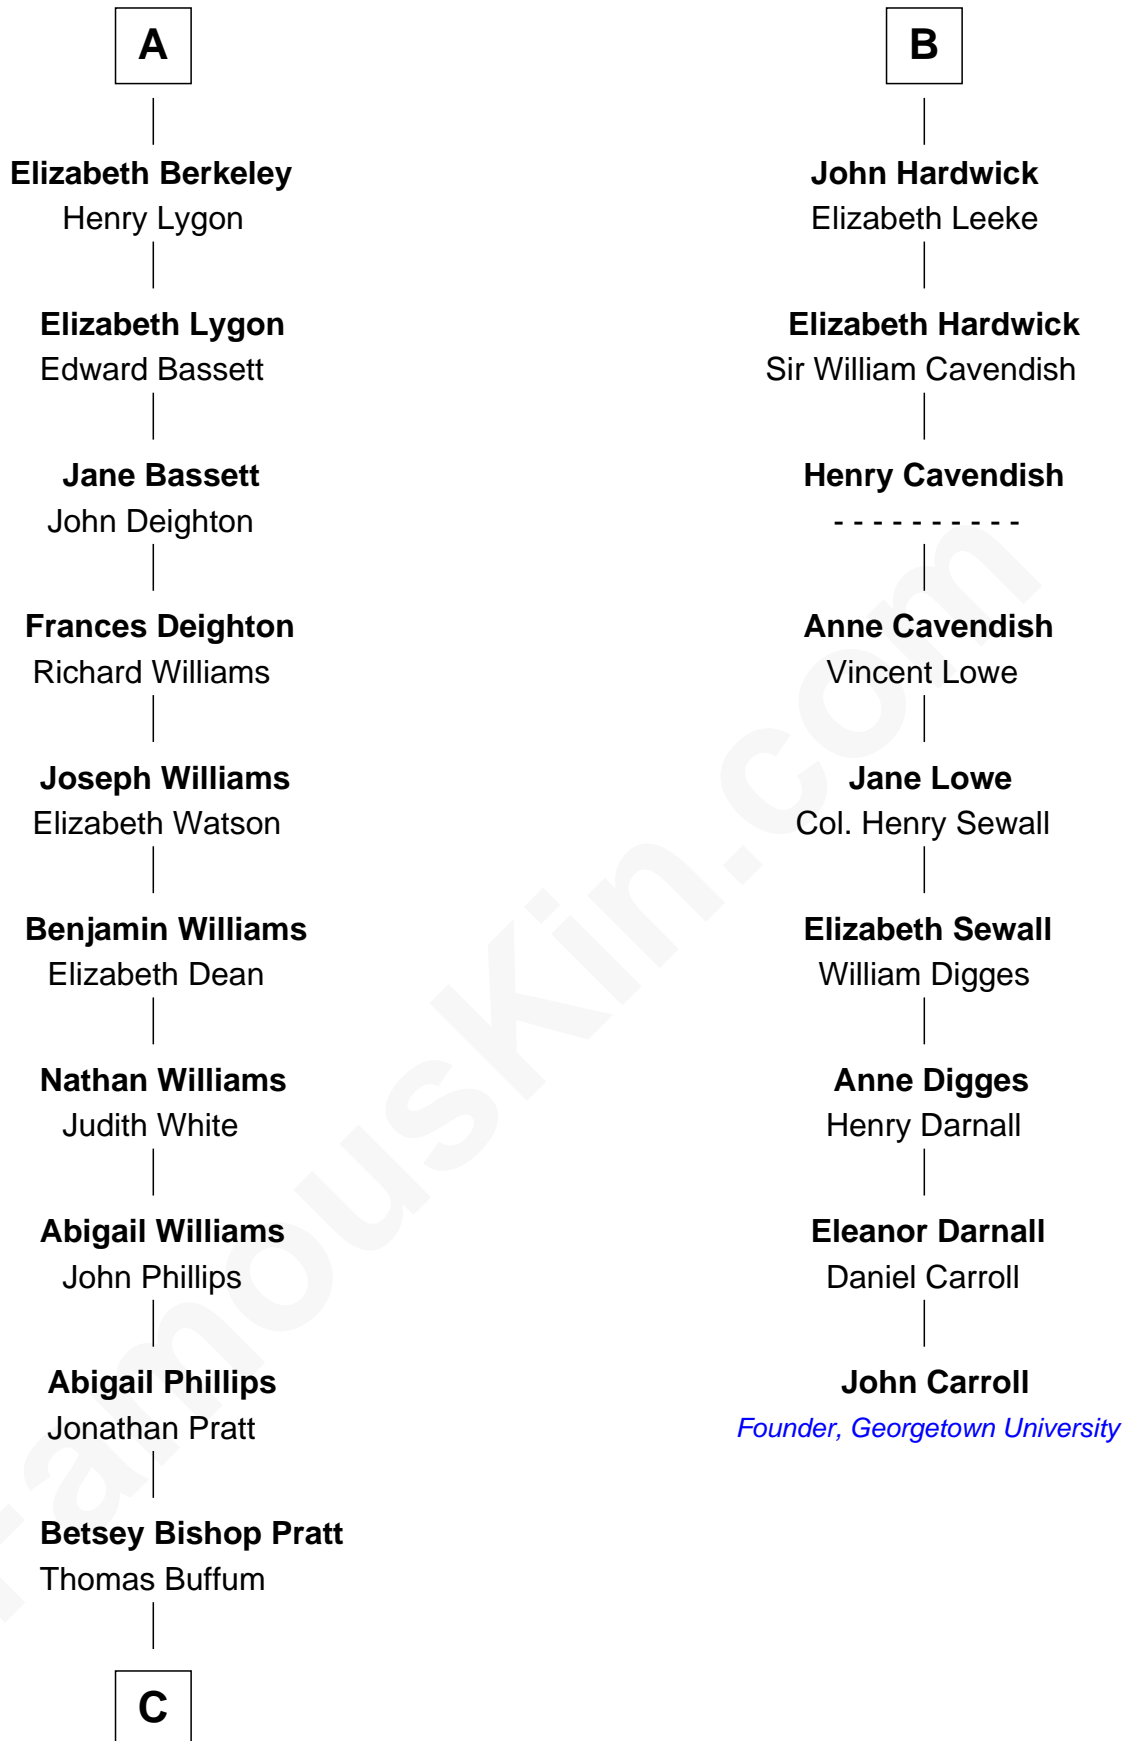 A
Elizabeth Berkeley
Henry Lygon
Elizabeth Lygon
Edward Bassett
Jane Bassett
John Deighton
Frances Deighton
Richard Williams
Joseph Williams
Elizabeth Watson
Benjamin Williams
Elizabeth Dean
Nathan Williams
Judith White
Abigail Williams
John Phillips
Abigail Phillips
Jonathan Pratt
Betsey Bishop Pratt
Thomas Buffum
C
B
John Hardwick
Elizabeth Leeke
Elizabeth Hardwick
Sir William Cavendish
Henry Cavendish
- - - - - - - - - -
Anne Cavendish
Vincent Lowe
Jane Lowe
Col. Henry Sewall
Elizabeth Sewall
William Digges
Anne Digges
Henry Darnall
Eleanor Darnall
Daniel Carroll
John Carroll
Founder, Georgetown University
FamousKin.com